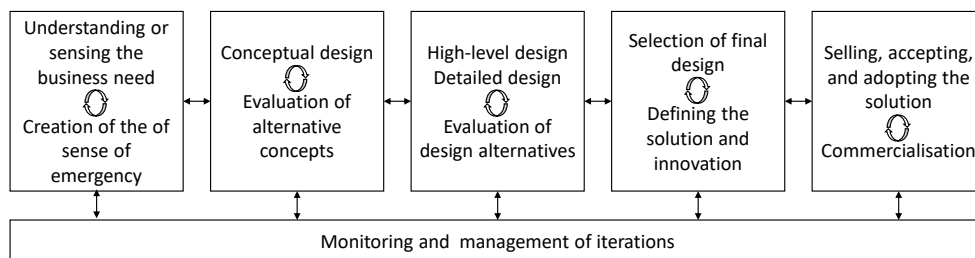 Understanding or
sensing the
business need
Creation of the of
sense of
emergency
Conceptual design
Evaluation of
alternative
concepts
High-level design
Detailed design
Evaluation of
design alternatives
Selection of final
design
Defining the
solution and
innovation
Selling, accepting,
and adopting the
solution
Commercialisation
Monitoring and management of iterations